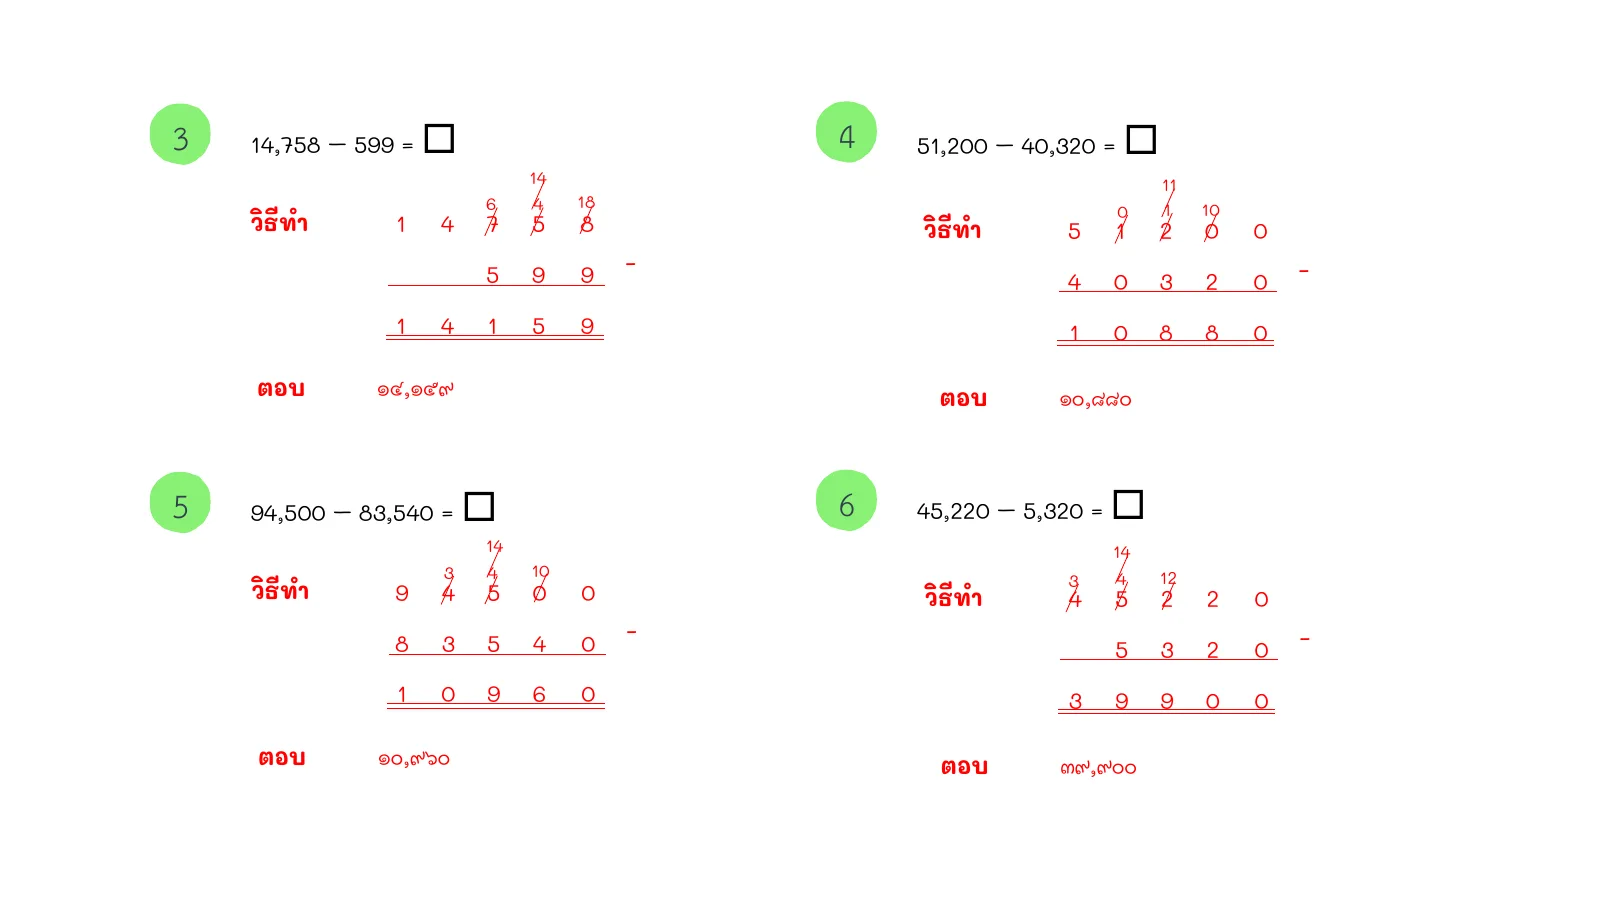 3
14,758 − 599 = □
14
6 4 18
วิธีทำ 1 4 7 5 8
-
5 9 9
1 4 1 5 9
ตอบ ๑๔,๑๕๙
4
51,200 − 40,320 = □
11
0 1 10
วิธีทำ 5 1 2 0 0
-
4 0 3 2 0
1 0 8 8 0
ตอบ ๑๐,๘๘๐
5
94,500 − 83,540 = □
14
3 4 10
วิธีทำ 9 4 5 0 0
-
8 3 5 4 0
1 0 9 6 0
ตอบ ๑๐,๙๖๐
6
45,220 − 5,320 = □
14
3 4 12
วิธีทำ 4 5 2 2 0
-
5 3 2 0
3 9 9 0 0
ตอบ ๓๙,๙๐๐